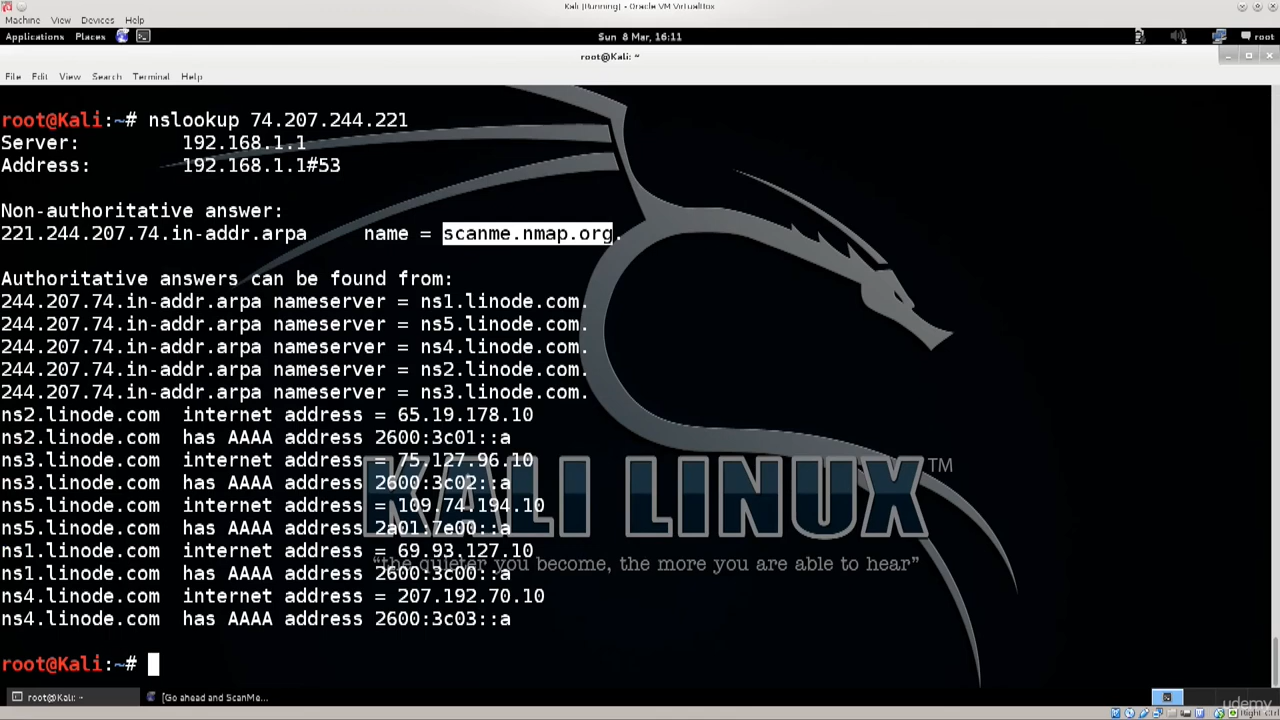 Kali [Running] - Oracle VM VirtualBox
Machine View Devices Help
Applications Places Sun 8 Mar, 16:11 root
root@Kali: ~
File Edit View Search Terminal Help
root@Kali:~# nslookup 74.207.244.221
Server: 192.168.1.1
Address: 192.168.1.1#53
Non-authoritative answer:
221.244.207.74.in-addr.arpa name = scanme.nmap.org.
Authoritative answers can be found from:
244.207.74.in-addr.arpa nameserver = ns1.linode.com.
244.207.74.in-addr.arpa nameserver = ns5.linode.com.
244.207.74.in-addr.arpa nameserver = ns4.linode.com.
244.207.74.in-addr.arpa nameserver = ns2.linode.com.
244.207.74.in-addr.arpa nameserver = ns3.linode.com.
ns2.linode.com internet address = 65.19.178.10
ns2.linode.com has AAAA address 2600:3c01::a
ns3.linode.com internet address = 75.127.96.10
ns3.linode.com has AAAA address 2600:3c02::a
ns5.linode.com internet address = 109.74.194.10
ns5.linode.com has AAAA address 2a01:7e00::a
ns1.linode.com internet address = 69.93.127.10
ns1.linode.com has AAAA address 2600:3c00::a
ns4.linode.com internet address = 207.192.70.10
ns4.linode.com has AAAA address 2600:3c03::a
KALI LINUX TM
“the quieter you become, the more you are able to hear”
root@Kali:~#
root@Kali: ~ [Go ahead and ScanMe...
udemy
Right Ctrl